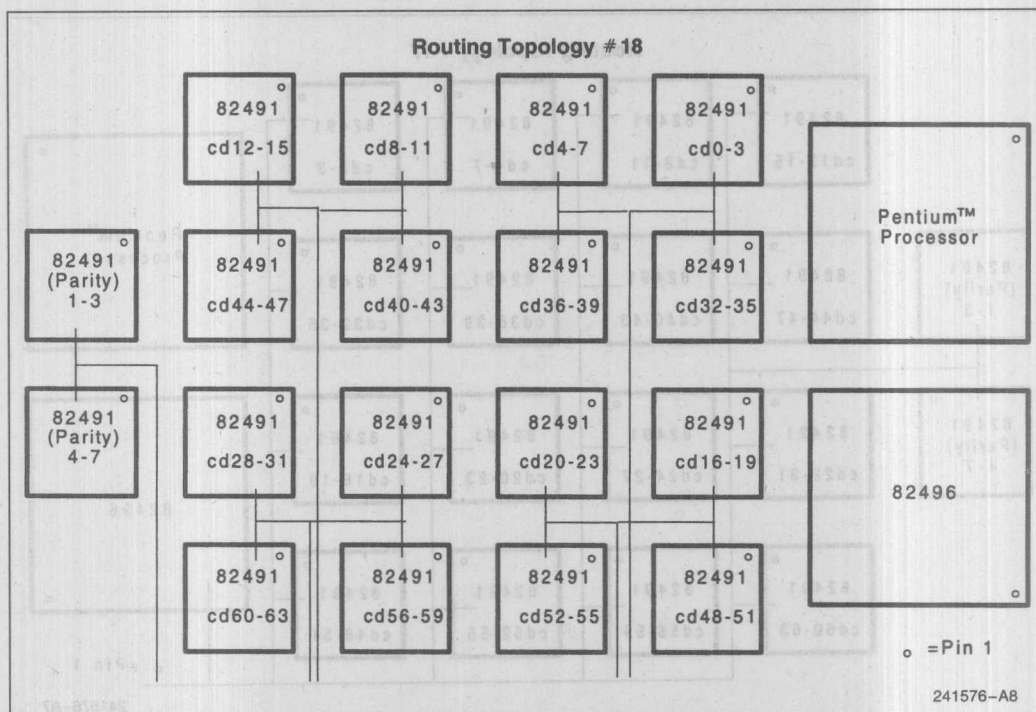 Routing Topology #18
82491
cd12-15
82491
cd8-11
82491
cd4-7
82491
cd0-3
Pentium™
Processor
82491
(Parity)
1-3
82491
cd44-47
82491
cd40-43
82491
cd36-39
82491
cd32-35
82491
(Parity)
4-7
82491
cd28-31
82491
cd24-27
82491
cd20-23
82491
cd16-19
82496
82491
cd60-63
82491
cd56-59
82491
cd52-55
82491
cd48-51
=Pin 1
241576-A8